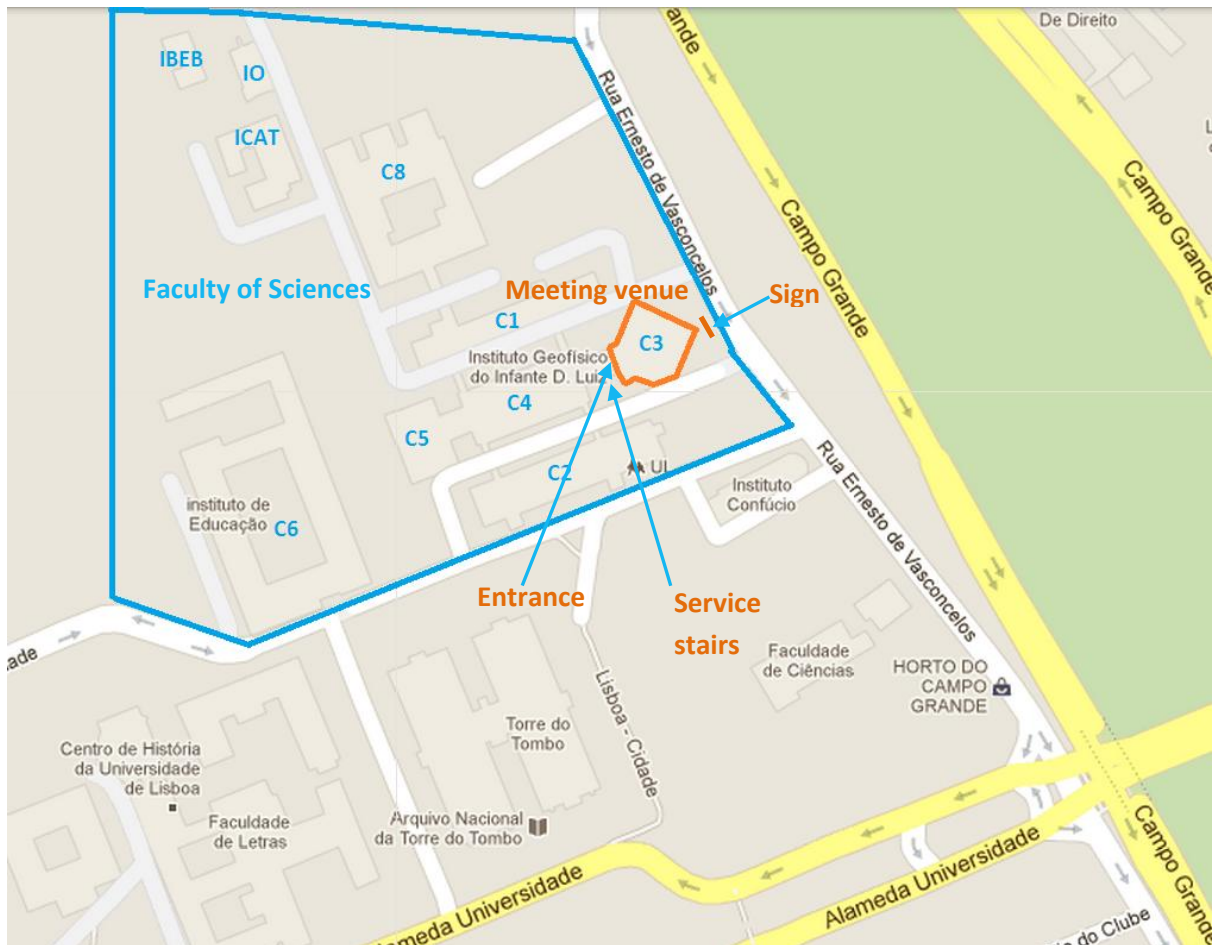 De Direito
ande
IBEB
IO
ICAT
C8
Rua Ernesto de Vasconcelos
Campo Grande
Campo Grande
Faculty of Sciences
Meeting venue
Sign
C1
C3
Instituto Geofísico
do Infante D. Luiz
C4
C5
C2
UL
Instituto
Confúcio
instituto de
Educação
C6
Rua Ernesto de Vasconcelos
Entrance
Service
stairs
Faculdade
de Ciências
HORTO DO
CAMPO
GRANDE
ade
Lisboa - Cidade
Torre do
Tombo
Centro de História
da Universidade
de Lisboa
Faculdade
de Letras
Arquivo Nacional
da Torre do Tombo
Campo Grande
Alameda Universidade
Alameda Universidade
do Clube